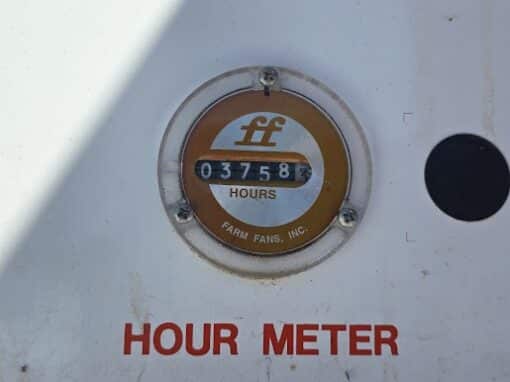 ff
03758
HOURS
FARM FANS, INC.
HOUR METER